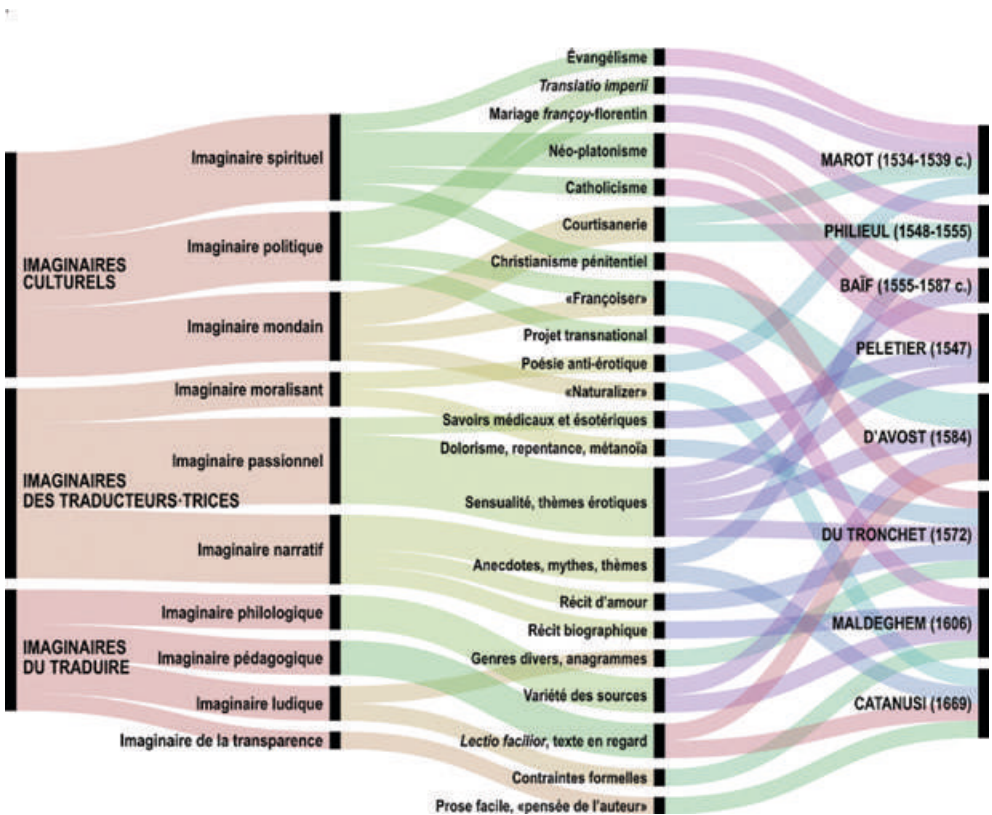 IMAGINAIRES
CULTURELS
IMAGINAIRES
DES TRADUCTEURS·TRICES
IMAGINAIRES
DU TRADUIRE
Imaginaire spirituel
Imaginaire politique
Imaginaire mondain
Imaginaire moralisant
Imaginaire passionnel
Imaginaire narratif
Imaginaire philologique
Imaginaire pédagogique
Imaginaire ludique
Imaginaire de la transparence
Évangélisme
Translatio imperii
Mariage françoy-florentin
Néo-platonisme
Catholicisme
Courtisanerie
Christianisme pénitentiel
«Françoiser»
Projet transnational
Poésie anti-érotique
«Naturalizer»
Savoirs médicaux et ésotériques
Dolorisme, repentance, métanoïa
Sensualité, thèmes érotiques
Anecdotes, mythes, thèmes
Récit d'amour
Récit biographique
Genres divers, anagrammes
Variété des sources
Lectio facilior, texte en regard
Contraintes formelles
Prose facile, «pensée de l'auteur»
MAROT (1534-1539 c.)
PHILIEUL (1548-1555)
BAÏF (1555-1587 c.)
PELETIER (1547)
D'AVOST (1584)
DU TRONCHET (1572)
MALDEGHEM (1606)
CATANUSI (1669)